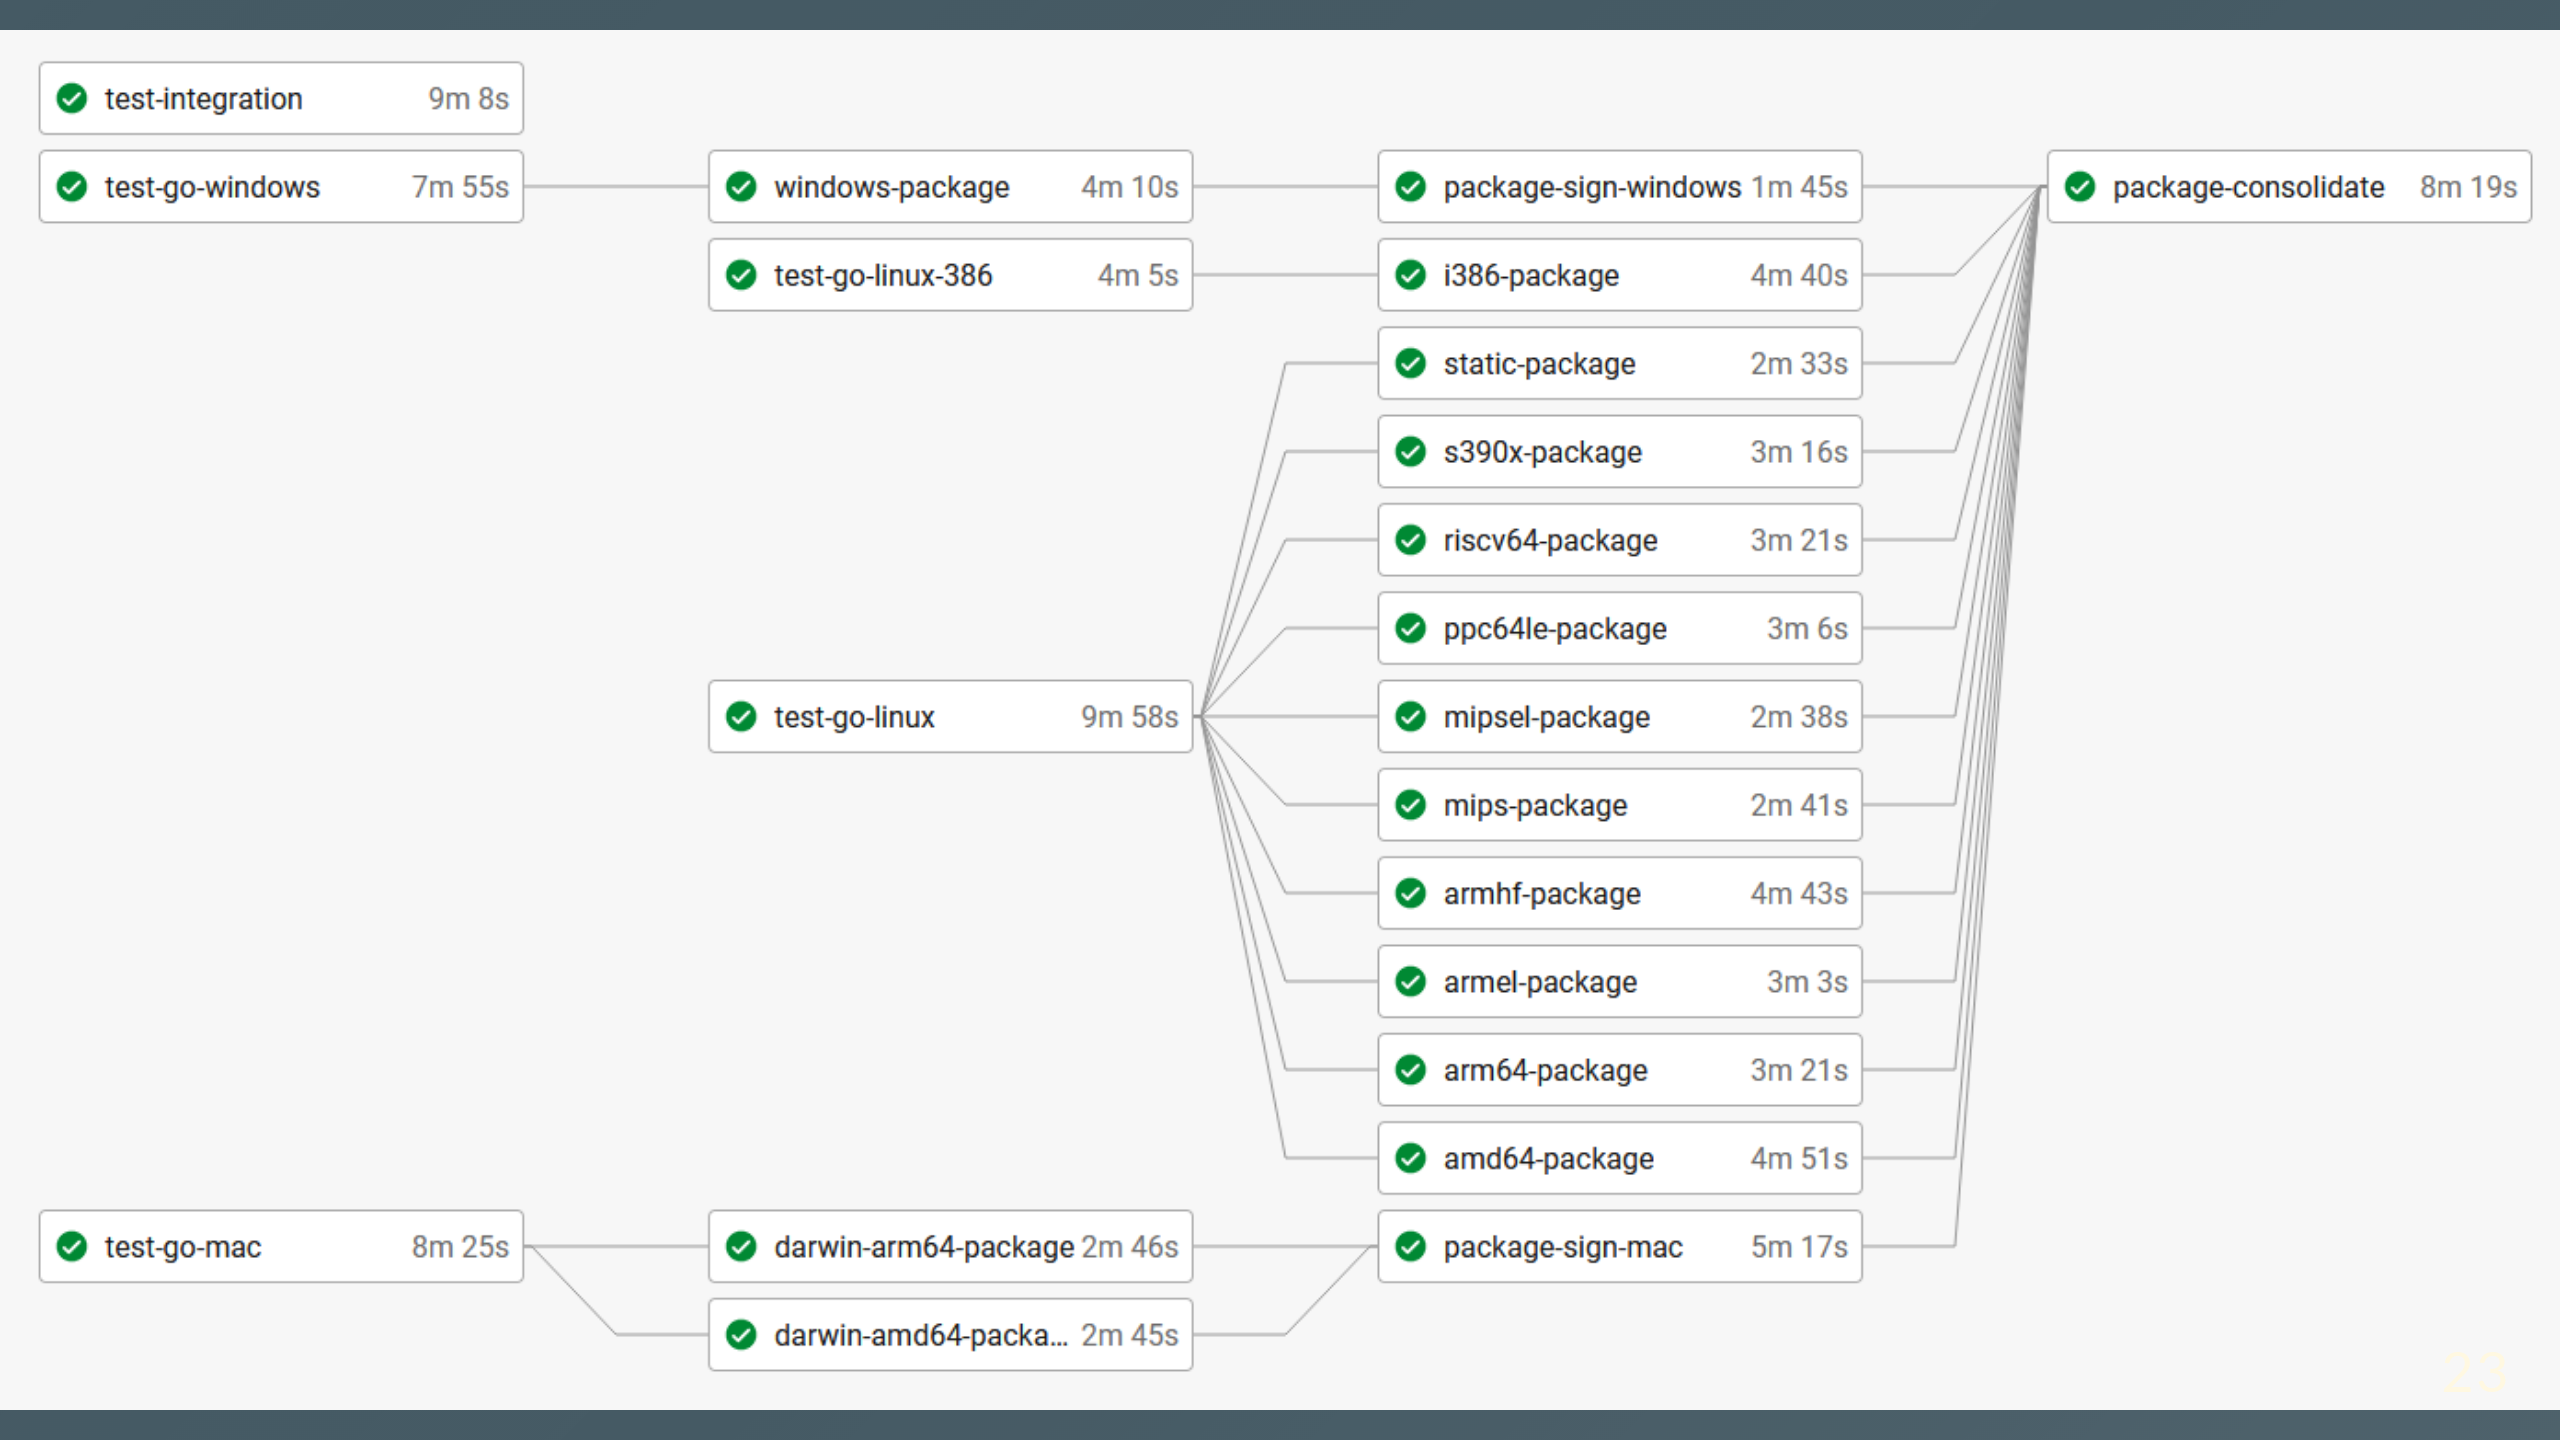 test-integration 9m 8s
test-go-windows 7m 55s
windows-package 4m 10s
package-sign-windows 1m 45s
package-consolidate 8m 19s
test-go-linux-386 4m 5s
i386-package 4m 40s
static-package 2m 33s
s390x-package 3m 16s
riscv64-package 3m 21s
ppc64le-package 3m 6s
test-go-linux 9m 58s
mipsel-package 2m 38s
mips-package 2m 41s
armhf-package 4m 43s
armel-package 3m 3s
arm64-package 3m 21s
amd64-package 4m 51s
test-go-mac 8m 25s
darwin-arm64-package 2m 46s
package-sign-mac 5m 17s
darwin-amd64-packa... 2m 45s
23